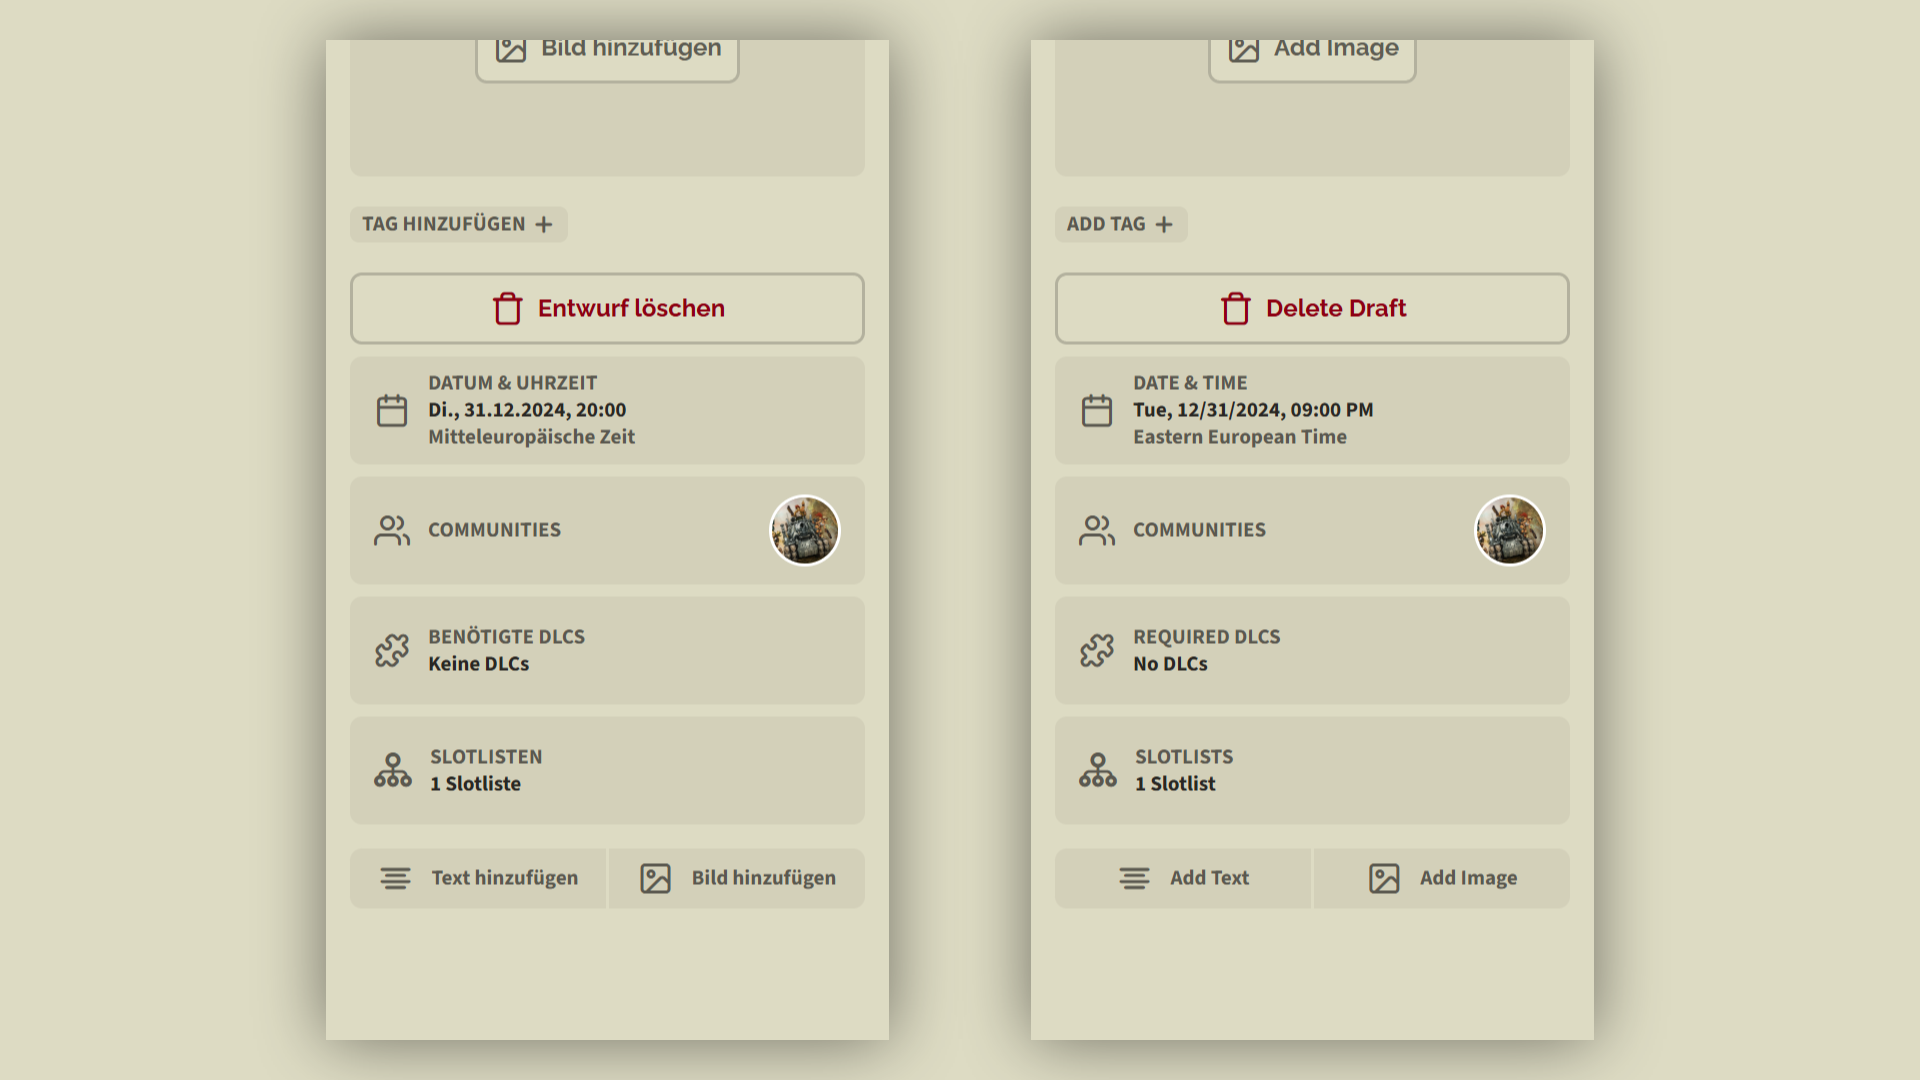 Bild hinzufügen
TAG HINZUFÜGEN
Entwurf löschen
DATUM & UHRZEIT
Di., 31.12.2024, 20:00
Mitteleuropäische Zeit
COMMUNITIES
BENÖTIGTE DLCS
Keine DLCs
SLOTLISTEN
1 Slotliste
Text hinzufügen
Bild hinzufügen
Add Image
ADD TAG
Delete Draft
DATE & TIME
Tue, 12/31/2024, 09:00 PM
Eastern European Time
COMMUNITIES
REQUIRED DLCS
No DLCs
SLOTLISTS
1 Slotlist
Add Text
Add Image